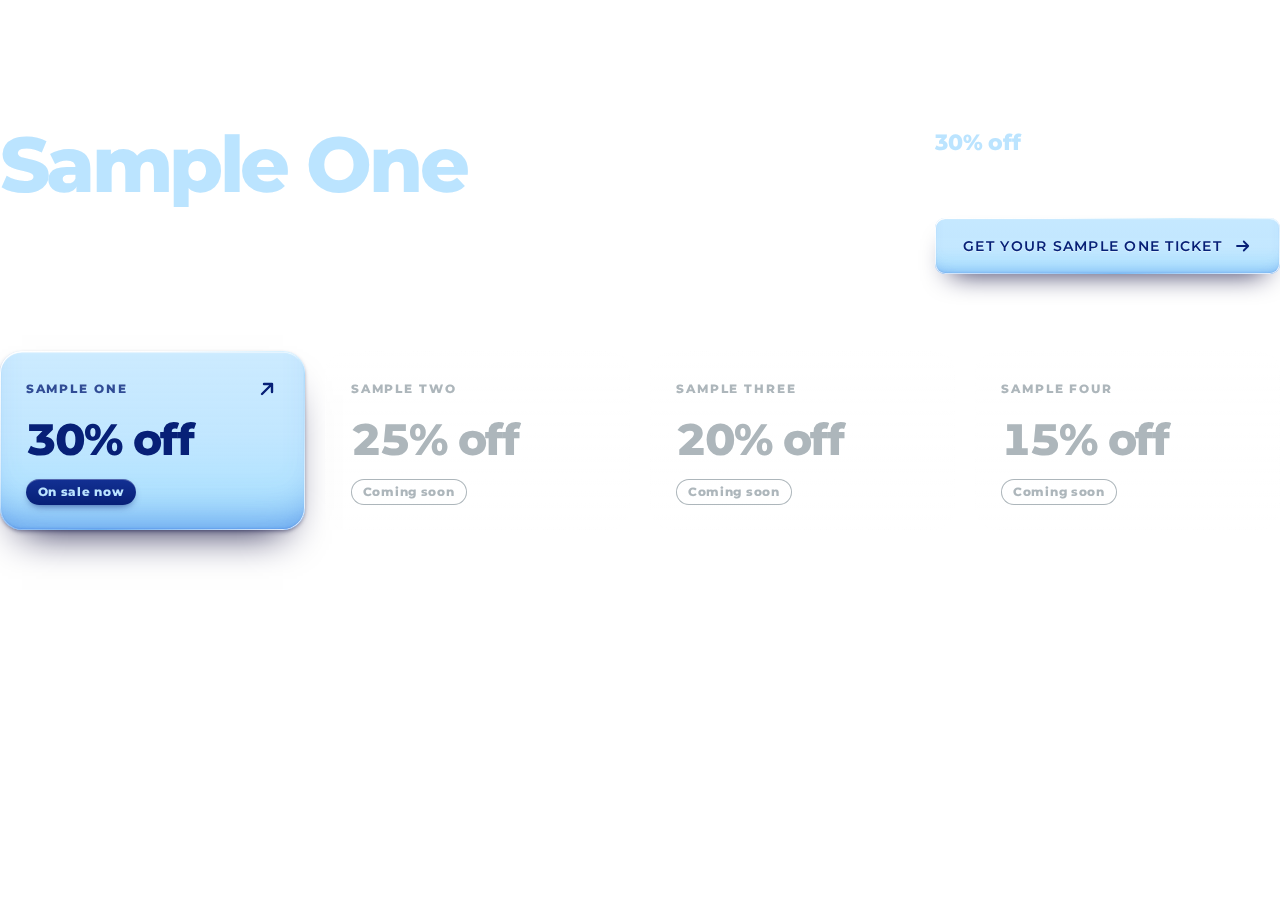 Sample One
30% off
GET YOUR SAMPLE ONE TICKET
SAMPLE ONE
30% off
On sale now
SAMPLE TWO
25% off
Coming soon
SAMPLE THREE
20% off
Coming soon
SAMPLE FOUR
15% off
Coming soon